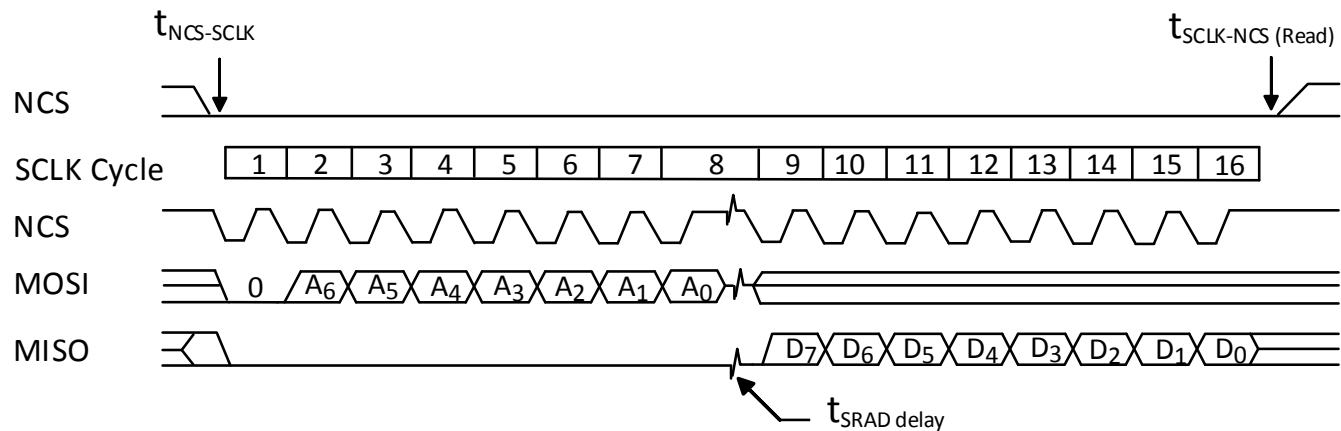 tNCS-SCLK
tSCLK-NCS (Read)
NCS
SCLK Cycle 1 2 3 4 5 6 7 8 9 10 11 12 13 14 15 16
NCS
MOSI 0 A6 A5 A4 A3 A2 A1 A0
MISO D7 D6 D5 D4 D3 D2 D1 D0
tSRAD delay